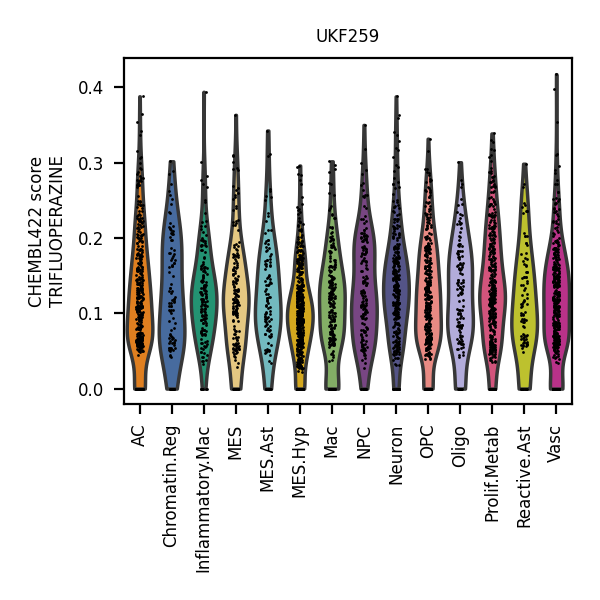 UKF259
CHEMBL422 score
TRIFLUOPERAZINE
0.4
0.3
0.2
0.1
0.0
AC
Chromatin.Reg
Inflammatory.Mac
MES
MES.Ast
MES.Hyp
Mac
NPC
Neuron
OPC
Oligo
Prolif.Metab
Reactive.Ast
Vasc